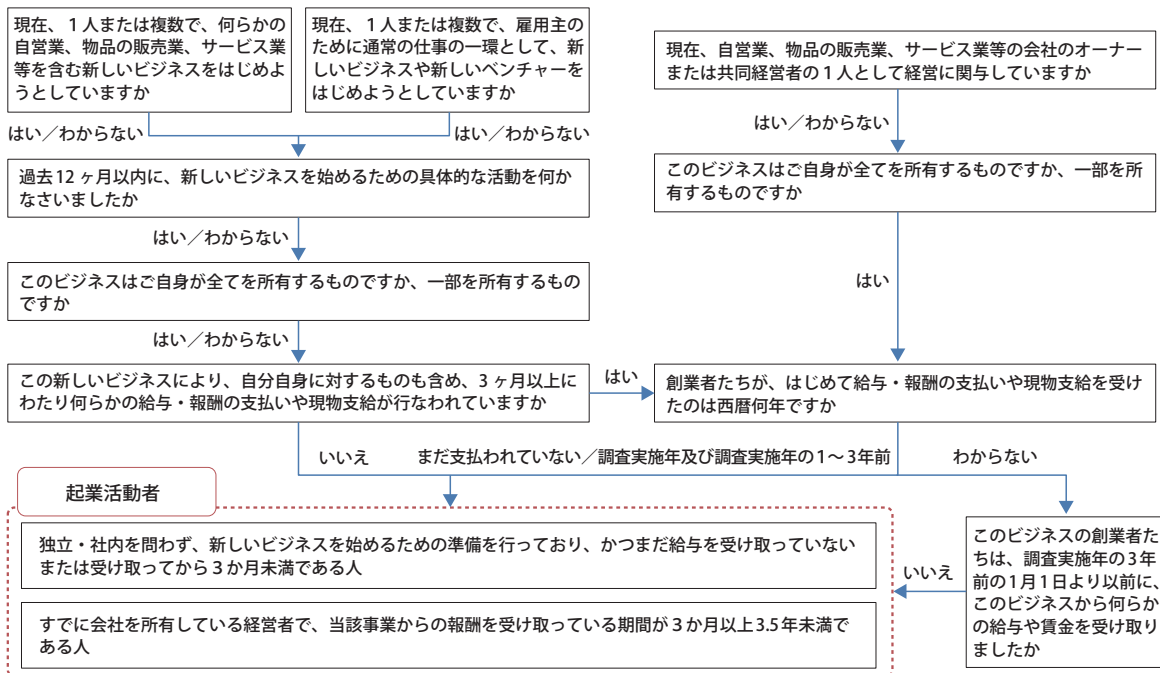 現在、1人または複数で、何らかの
自営業、物品の販売業、サービス業
等を含む新しいビジネスをはじめよ
うとしていますか
現在、1人または複数で、雇用主の
ために通常の仕事の一環として、新
しいビジネスや新しいベンチャーを
はじめようとしていますか
現在、自営業、物品の販売業、サービス業等の会社のオーナー
または共同経営者の1人として経営に関与していますか
はい／わからない
はい／わからない
はい／わからない
過去12ヶ月以内に、新しいビジネスを始めるための具体的な活動を何か
なさいましたか
このビジネスはご自身が全てを所有するものですか、一部を所
有するものですか
はい／わからない
このビジネスはご自身が全てを所有するものですか、一部を所有するもの
ですか
はい
はい／わからない
この新しいビジネスにより、自分自身に対するものも含め、3ヶ月以上に
わたり何らかの給与・報酬の支払いや現物支給が行なわれていますか
はい
創業者たちが、はじめて給与・報酬の支払いや現物支給を受け
たのは西暦何年ですか
いいえ
まだ支払われていない／調査実施年及び調査実施年の1～3年前
わからない
起業活動者
独立・社内を問わず、新しいビジネスを始めるための準備を行っており、かつまだ給与を受け取っていない
または受け取ってから3か月未満である人
すでに会社を所有している経営者で、当該事業からの報酬を受け取っている期間が3か月以上3.5年未満で
ある人
いいえ
このビジネスの創業者た
ちは、調査実施年の3年
前の1月1日より以前に、
このビジネスから何らか
の給与や賃金を受け取り
ましたか